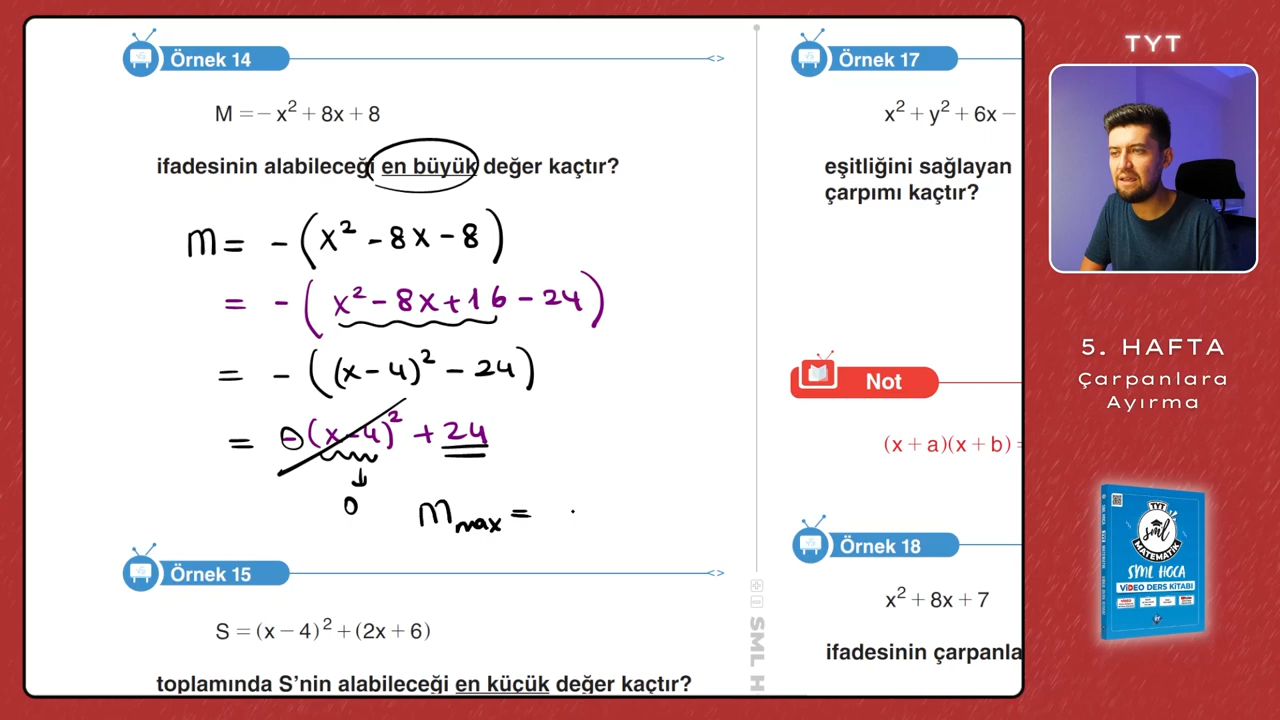 Örnek 14
M = − x² + 8x + 8
ifadesinin alabileceği en büyük değer kaçtır?
m = - (x² - 8x - 8)
= - (x² - 8x + 16 - 24)
= - ((x - 4)² - 24)
= - (x - 4)² + 24
0
m max =
Örnek 15
S = (x − 4)² + (2x + 6)
toplamında S'nin alabileceği en küçük değer kaçtır?
SML H
Örnek 17
x² + y² + 6x −
eşitliğini sağlayan
çarpımı kaçtır?
Not
(x + a)(x + b) =
Örnek 18
x² + 8x + 7
ifadesinin çarpanla
TYT
5. HAFTA
Çarpanlara
Ayırma
TYT
sml
MATEMATİK
SML HOCA
VİDEO DERS KİTABI